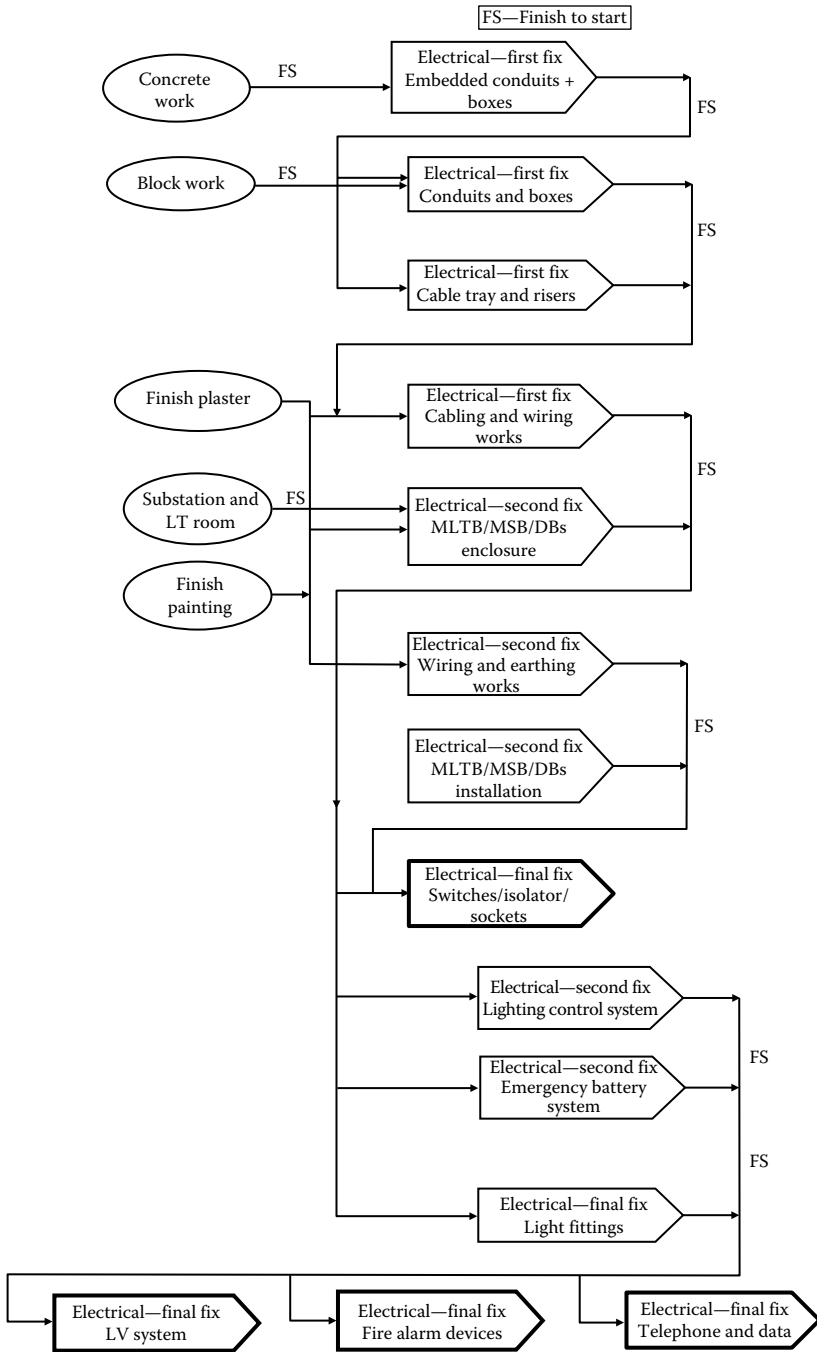 FS—Finish to start
Concrete
work
FS
Electrical—first fix
Embedded conduits +
boxes
FS
Block work
FS
Electrical—first fix
Conduits and boxes
FS
Electrical—first fix
Cable tray and risers
Finish plaster
Electrical—first fix
Cabling and wiring
works
FS
Substation and
LT room
FS
Electrical—second fix
MLTB/MSB/DBs
enclosure
Finish
painting
Electrical—second fix
Wiring and earthing
works
FS
Electrical—second fix
MLTB/MSB/DBs
installation
Electrical—final fix
Switches/isolator/
sockets
Electrical—second fix
Lighting control system
FS
Electrical—second fix
Emergency battery
system
FS
Electrical—final fix
Light fittings
Electrical—final fix
LV system
Electrical—final fix
Fire alarm devices
Electrical—final fix
Telephone and data